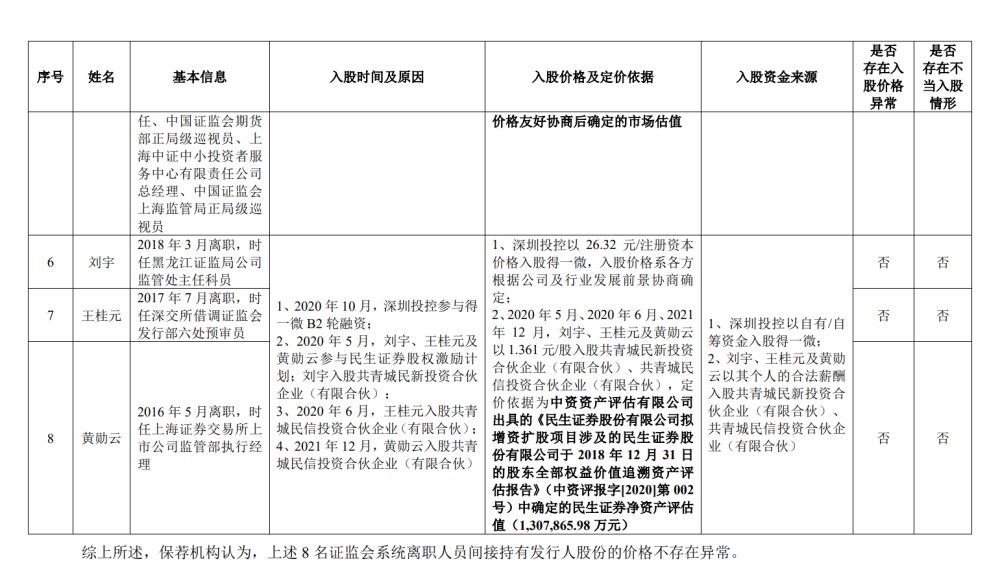 序号
姓名
基本信息
入股时间及原因
入股价格及定价依据
入股资金来源
是否
存在入
股价格
异常
是否
存在不
当入股
情形
任、中国证监会期货
部正局级巡视员、上
海中证中小投资者服
务中心有限责任公司
总经理、中国证监会
上海监管局正局级巡
视员
价格友好协商后确定的市场估值
6
刘宇
2018 年 3 月离职，时
任黑龙江证监局公司
监管处主任科员
7
王桂元
2017 年 7 月离职，时
任深交所借调证监会
发行部六处预审员
8
黄勋云
2016 年 5 月离职，时
任上海证券交易所上
市公司监管部执行经
理
1、2020 年 10 月，深圳投控参与得
一微 B2 轮融资；
2、2020 年 5 月，刘宇、王桂元及
黄勋云参与民生证券股权激励计
划；刘宇入股共青城民新投资合伙
企业（有限合伙）；
3、2020 年 6 月，王桂元入股共青
城民信投资合伙企业（有限合伙）；
4、2021 年 12 月，黄勋云入股共青
城民信投资合伙企业（有限合伙）
1、深圳投控以 26.32 元/注册资本
价格入股得一微，入股价格系各方
根据公司及行业发展前景协商确
定；
2、2020 年 5 月、2020 年 6 月、2021
年 12 月，刘宇、王桂元及黄勋云
以 1.361 元/股入股共青城民新投资
合伙企业（有限合伙）、共青城民
信投资合伙企业（有限合伙），定
价依据为中资资产评估有限公司
出具的《民生证券股份有限公司拟
增资扩股项目涉及的民生证券股
份有限公司于 2018 年 12 月 31 日
的股东全部权益价值追溯资产评
估报告》（中资评报字[2020]第 002
号）中确定的民生证券净资产评估
值（1,307,865.98 万元）
1、深圳投控以自有/自
筹资金入股得一微；
2、刘宇、王桂元及黄勋
云以其个人的合法薪酬
入股共青城民新投资合
伙企业（有限合伙）、
共青城民信投资合伙企
业（有限合伙）
否
否
否
否
否
否
综上所述，保荐机构认为，上述 8 名证监会系统离职人员间接持有发行人股份的价格不存在异常。